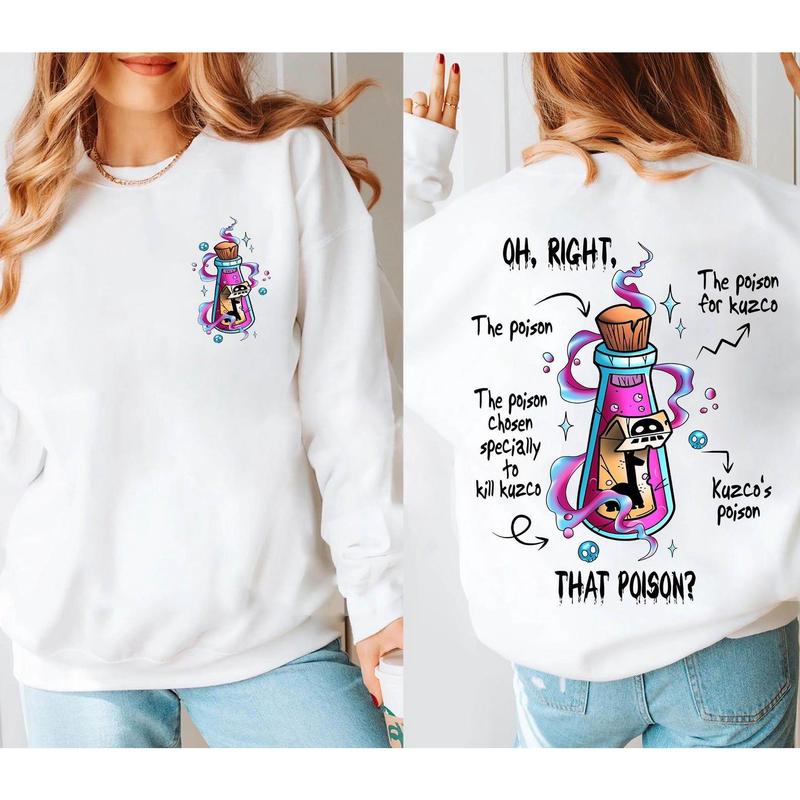 OH, RIGHT,
The poison
for kuzco
The poison
The poison
chosen
specially
to
kill kuzco
Kuzco's
poison
THAT POISON?